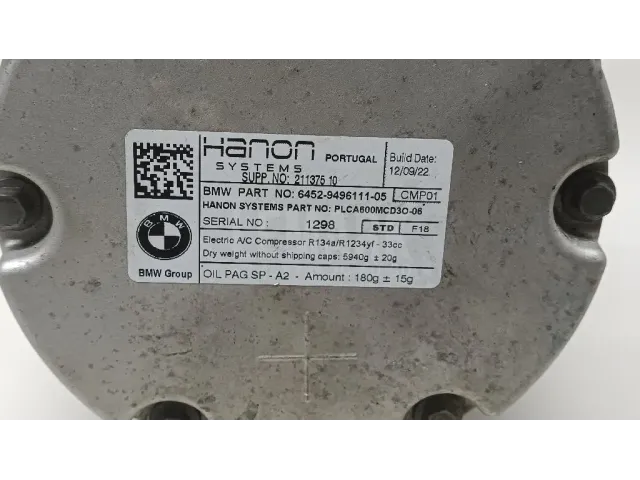 Hanon
SYSTEMS
PORTUGAL
Build Date:
12/09/22
SUPP. NO: 211375 10
BMW PART NO: 6452-9496111-05 CMP01
HANON SYSTEMS PART NO: PLCA600MCD3O-06
SERIAL NO: 1298 STD F18
Electric A/C Compressor R134a/R1234yf - 33cc
Dry weight without shipping caps: 5940g ± 20g
BMW
BMW Group
OIL PAG SP - A2 - Amount : 180g ± 15g